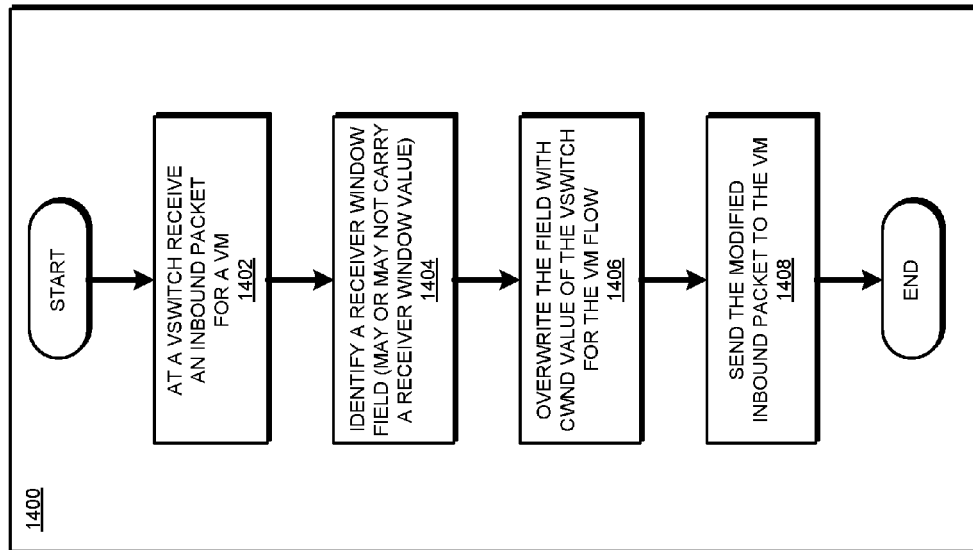 1400
START
AT A VSWITCH RECEIVE
AN INBOUND PACKET
FOR A VM
1402
IDENTIFY A RECEIVER WINDOW
FIELD (MAY OR MAY NOT CARRY
A RECEIVER WINDOW VALUE)
1404
OVERWRITE THE FIELD WITH
CWND VALUE OF THE VSWITCH
FOR THE VM FLOW
1406
SEND THE MODIFIED
INBOUND PACKET TO THE VM
1408
END